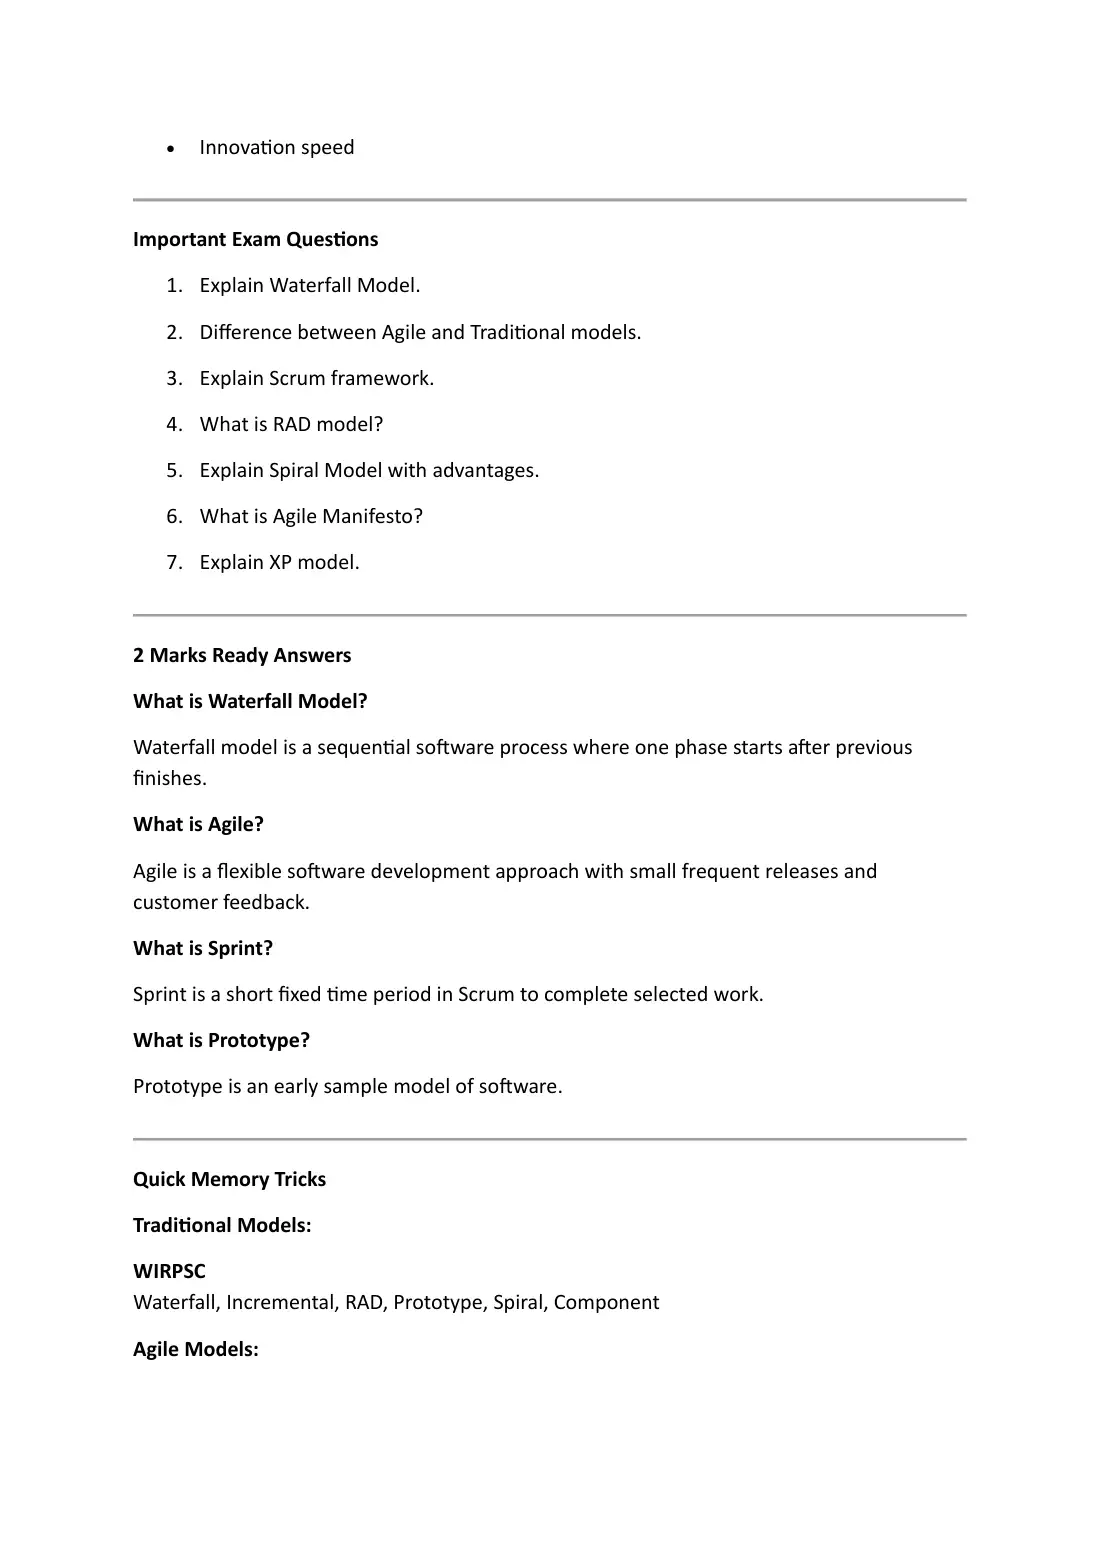 • Innovation speed
Important Exam Questions
1. Explain Waterfall Model.
2. Difference between Agile and Traditional models.
3. Explain Scrum framework.
4. What is RAD model?
5. Explain Spiral Model with advantages.
6. What is Agile Manifesto?
7. Explain XP model.
2 Marks Ready Answers
What is Waterfall Model?
Waterfall model is a sequential software process where one phase starts after previous
finishes.
What is Agile?
Agile is a flexible software development approach with small frequent releases and
customer feedback.
What is Sprint?
Sprint is a short fixed time period in Scrum to complete selected work.
What is Prototype?
Prototype is an early sample model of software.
Quick Memory Tricks
Traditional Models:
WIRPSC
Waterfall, Incremental, RAD, Prototype, Spiral, Component
Agile Models: